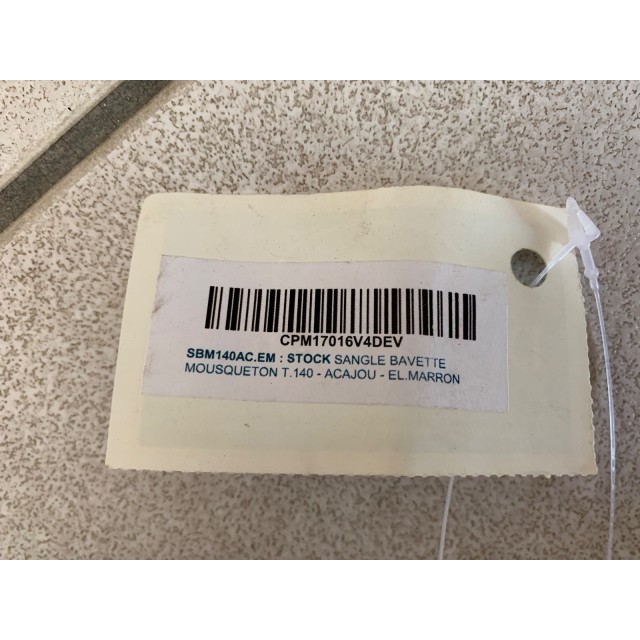 CPM17016V4DEV
SBM140AC.EM : STOCK SANGLE BAVETTE
MOUSQUETON T.140 - ACAJOU - EL.MARRON